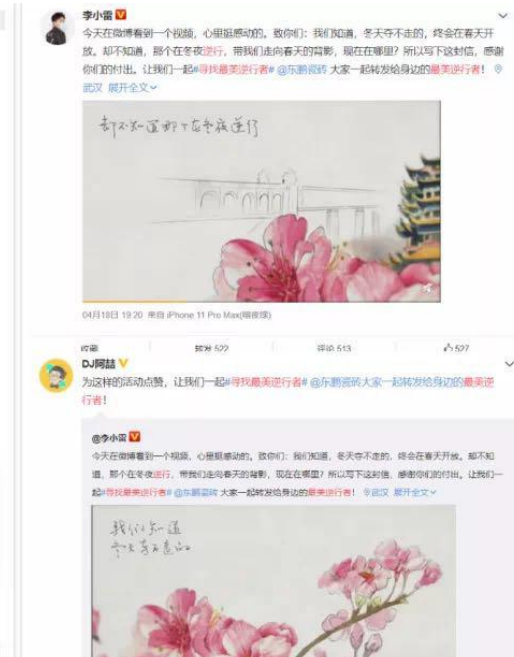 李小雷
今天在微博看到一个视频，心里挺感动的。致你们：我们知道，冬天夺不走的，终会在春天开
放。却不知道，那个在冬夜逆行，带我们走向春天的背影，现在在哪里？所以写下这封信，感谢
你们的付出。让我们一起#寻找最美逆行者# @东鹏瓷砖 大家一起转发给身边的最美逆行者！
武汉 展开全文
却不知道那个在冬夜逆行
04月18日 19:20 来自 iPhone 11 Pro Max(暗夜绿)
收藏 转发 522 评论 513 527
DJ阿喆
为这样的活动点赞，让我们一起#寻找最美逆行者# @东鹏瓷砖大家一起转发给身边的最美逆
行者！
@李小雷
今天在微博看到一个视频，心里挺感动的。致你们：我们知道，冬天夺不走的，终会在春天开放。却不知
道，那个在冬夜逆行，带我们走向春天的背影，现在在哪里？所以写下这封信，感谢你们的付出。让我们一
起#寻找最美逆行者# @东鹏瓷砖 大家一起转发给身边的最美逆行者！ 武汉 展开全文
我们知道
冬天夺不走的